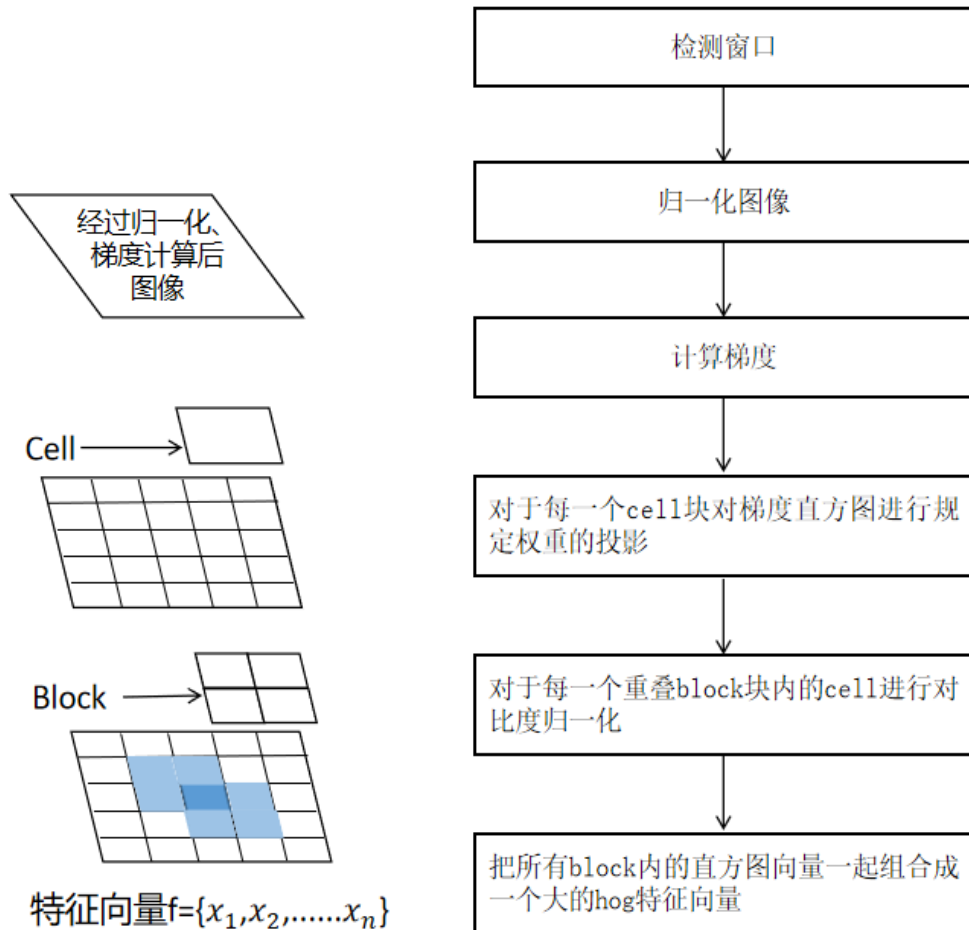 检测窗口
归一化图像
经过归一化、
梯度计算后
图像
计算梯度
Cell
对于每一个cell块对梯度直方图进行规
定权重的投影
Block
对于每一个重叠block块内的cell进行对
比度归一化
把所有block内的直方图向量一起组合成
一个大的hog特征向量
特征向量f={x₁,x₂,......xₙ}